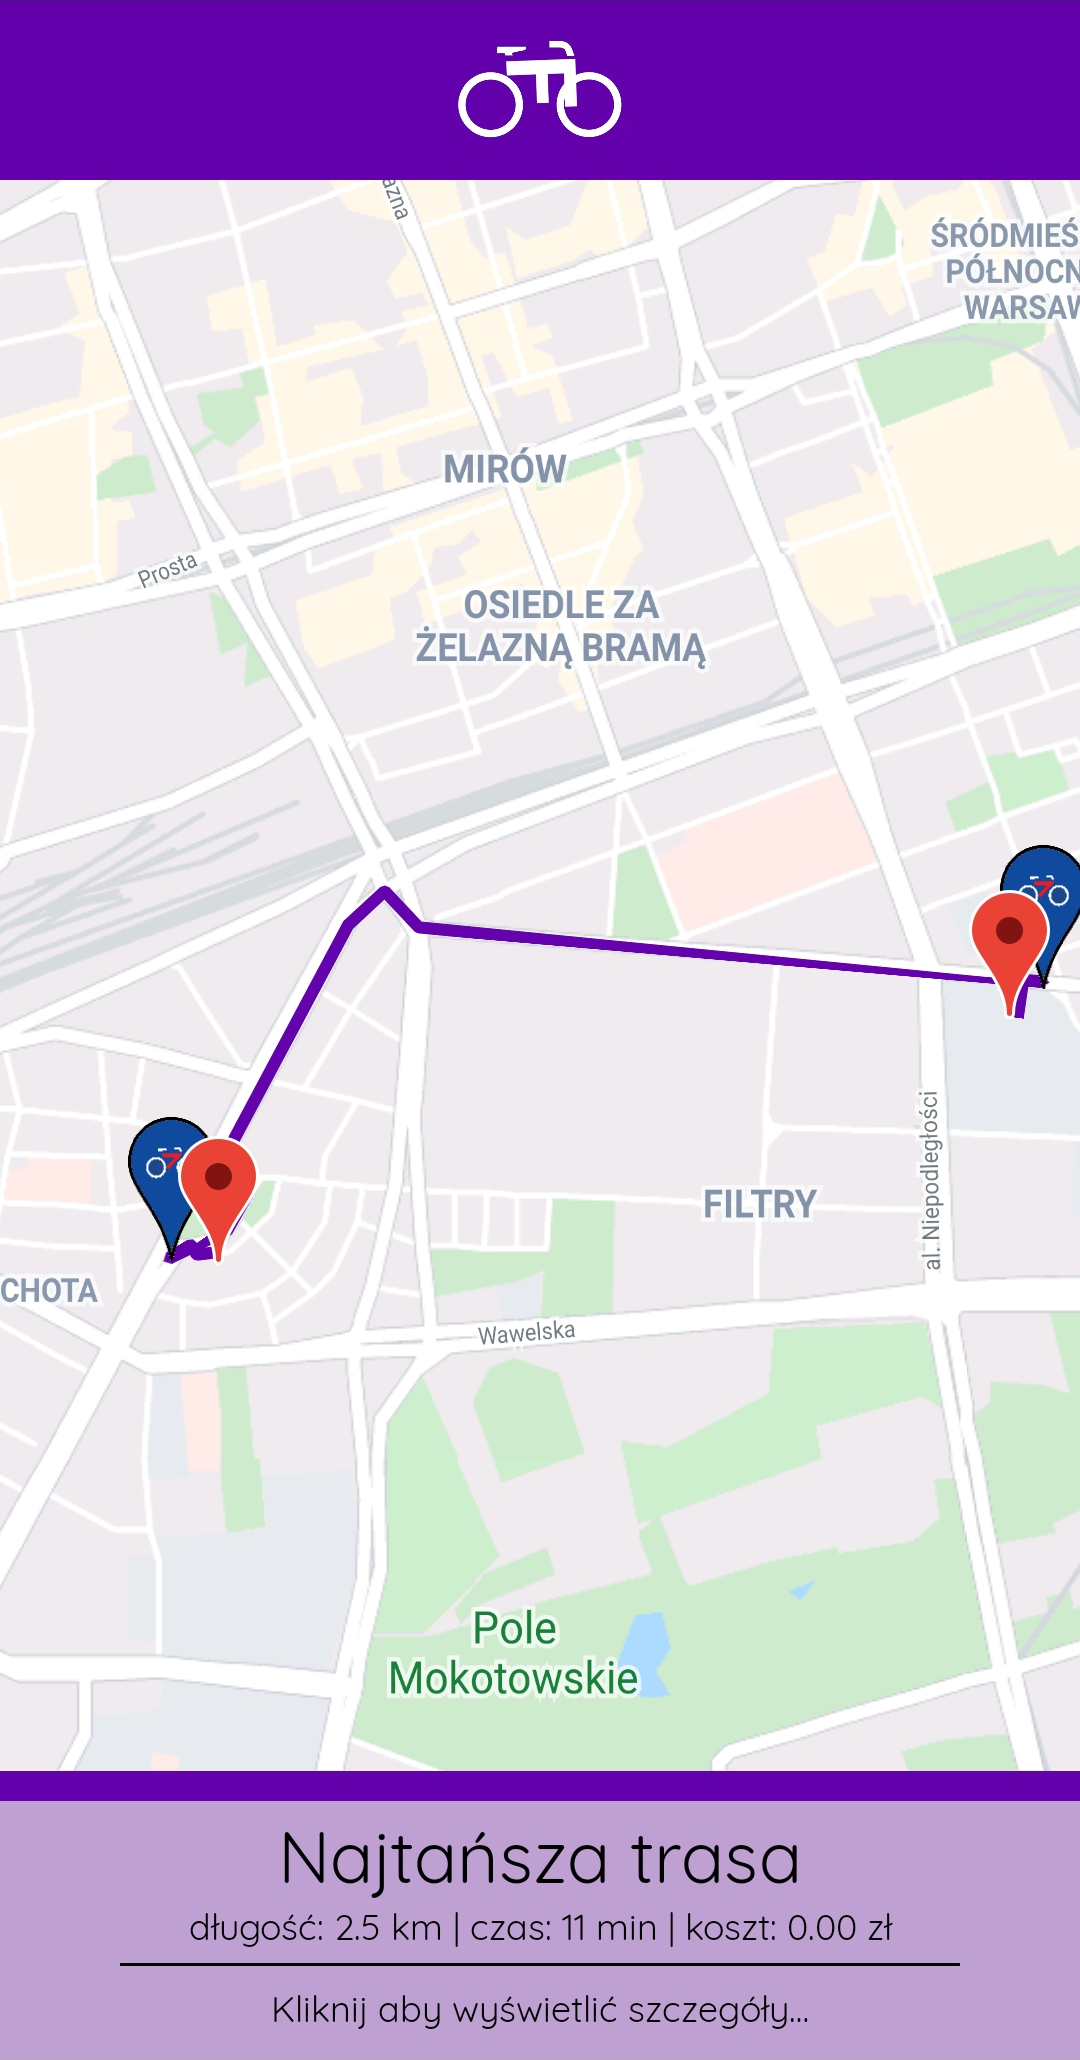 ŚRÓDMIEŚ
PÓŁNOCN
WARSAW
MIRÓW
Prosta
OSIEDLE ZA
ŻELAZNĄ BRAMĄ
al. Niepodległości
FILTRY
CHOTA
Wawelska
Pole
Mokotowskie
Najtańsza trasa
długość: 2.5 km | czas: 11 min | koszt: 0.00 zł
Kliknij aby wyświetlić szczegóły...